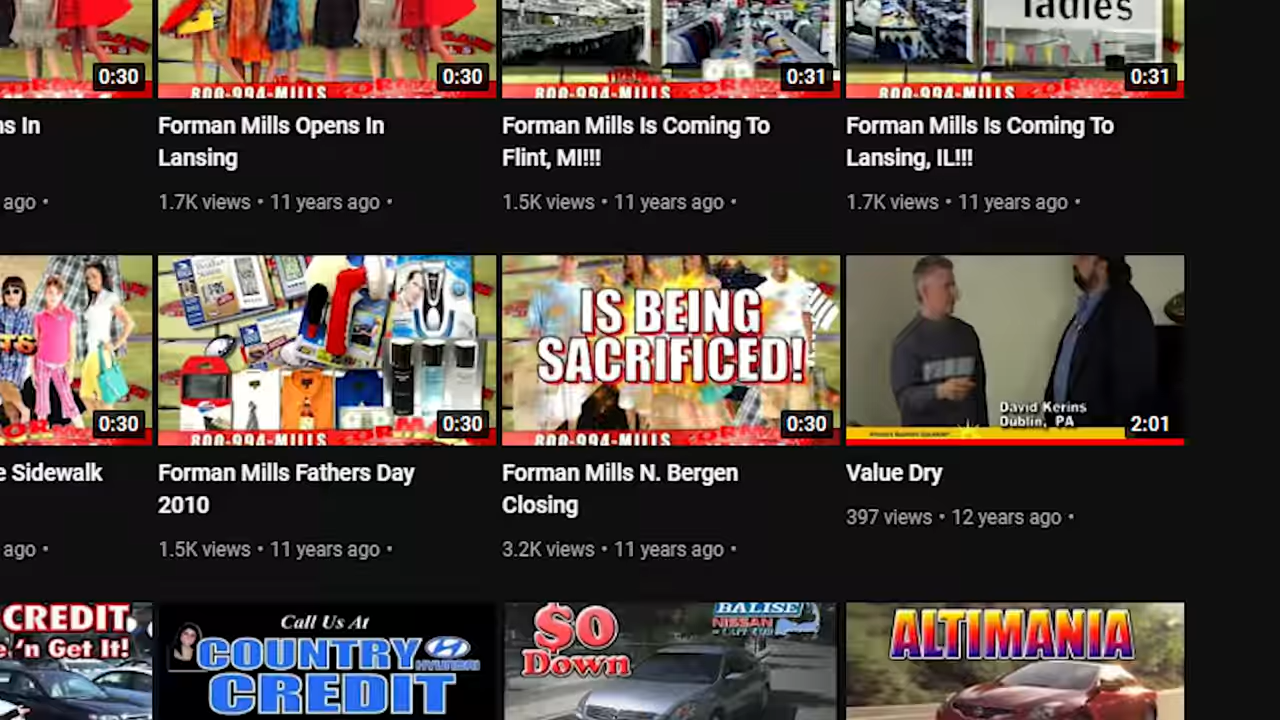 ladies
0:30
0:30
0:31
0:31
800-994-MILLS
800-994-MILLS
800-994-MILLS
ns In
Forman Mills Opens In
Lansing
Forman Mills Is Coming To
Flint, MI!!!
Forman Mills Is Coming To
Lansing, IL!!!
ago •
1.7K views • 11 years ago •
1.5K views • 11 years ago •
1.7K views • 11 years ago •
IS BEING
SACRIFICED!
TS
David Kerins
Dublin, PA
0:30
0:30
0:30
2:01
800-994-MILLS
800-994-MILLS
e Sidewalk
Forman Mills Fathers Day
2010
Forman Mills N. Bergen
Closing
Value Dry
ago •
1.5K views • 11 years ago •
3.2K views • 11 years ago •
397 views • 12 years ago •
CREDIT,
e 'n Get It!
Call Us At
COUNTRY
HYUNDAI
CREDIT
$0
Down
BALISE
NISSAN
ALTIMANIA